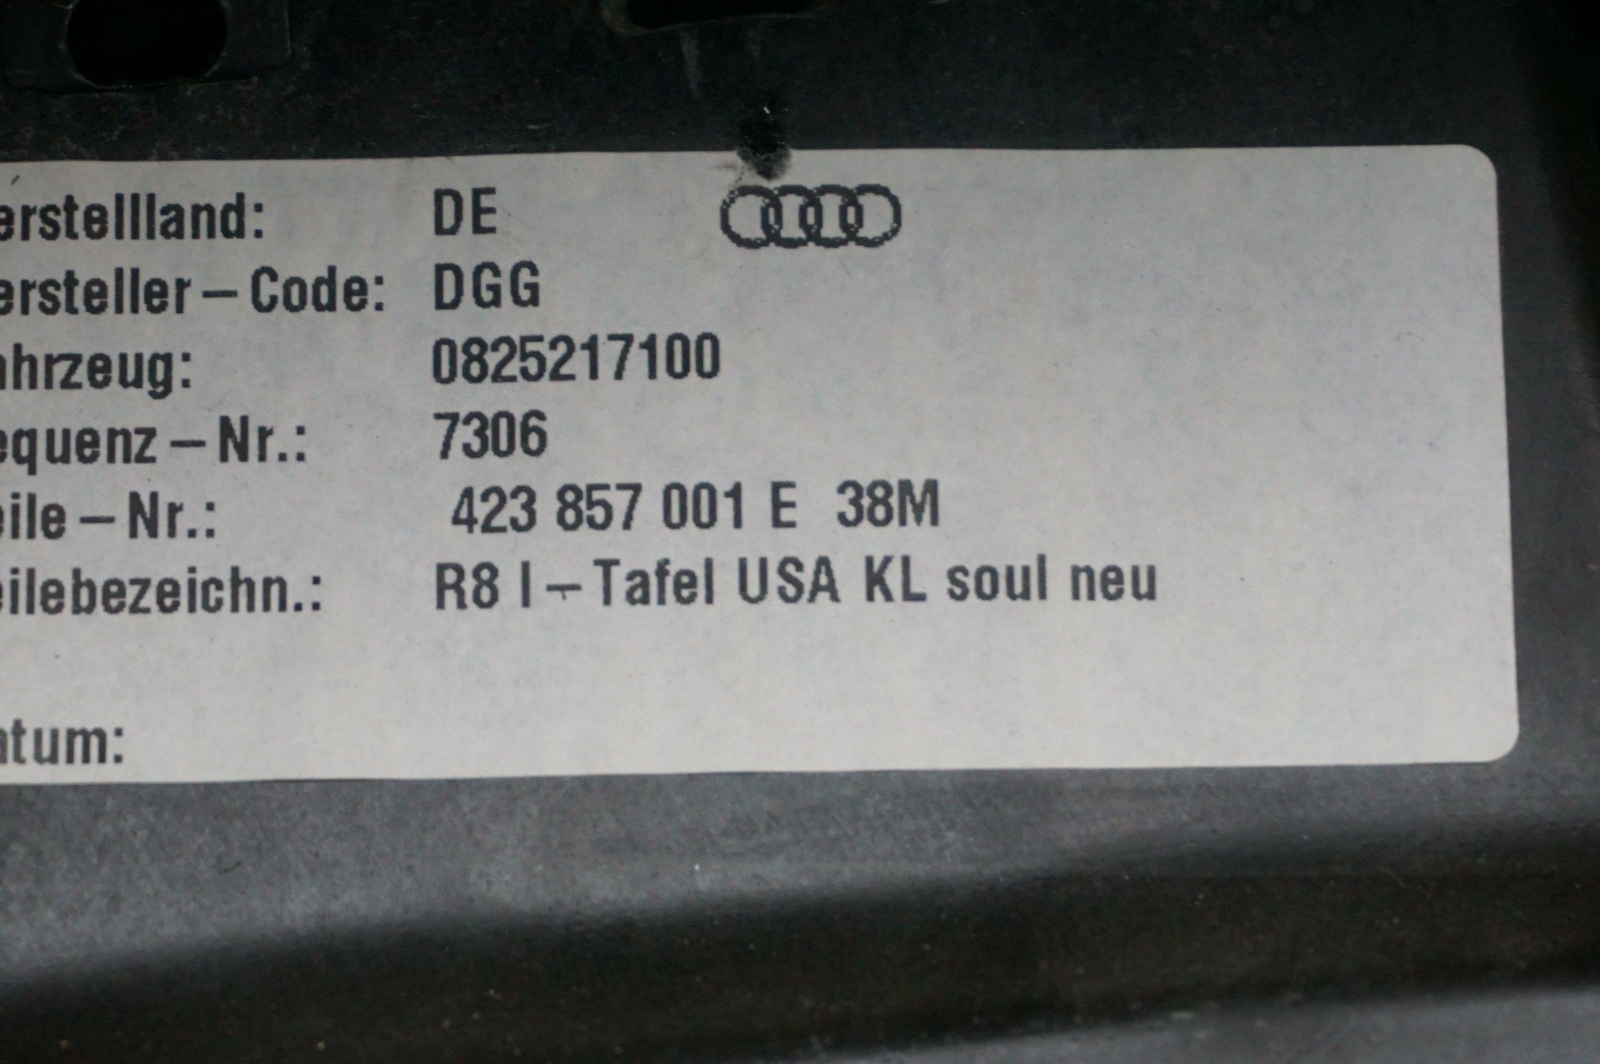 erstellland: DE
ersteller – Code: DGG
ahrzeug: 0825217100
equenz – Nr.: 7306
eile – Nr.: 423 857 001 E 38M
eilebezeichn.: R8 I – Tafel USA KL soul neu
atum: